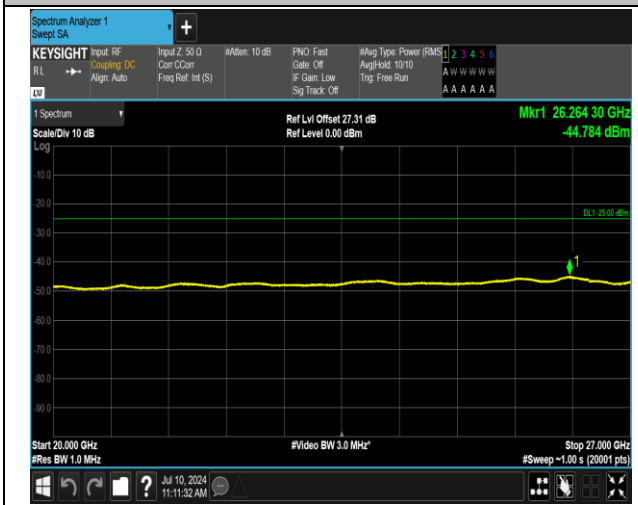 Spectrum Analyzer 1
Swept SA
+
KEYSIGHT
RL
LXI
Input: RF
Coupling: DC
Align: Auto
Input Z: 50 Ω
Corr CCorr
Freq Ref: Int (S)
#Atten: 10 dB
PNO: Fast
Gate: Off
IF Gain: Low
Sig Track: Off
#Avg Type: Power (RMS
Avg|Hold: 10/10
Trig: Free Run
1 2 3 4 5 6
A W W W W W
A A A A A A
1 Spectrum
Scale/Div 10 dB
Log
Ref Lvl Offset 27.31 dB
Ref Level 0.00 dBm
Mkr1 26.264 30 GHz
-44.784 dBm
-10.0
-20.0
DL1 -25.00 dBm
-30.0
-40.0
1
-50.0
-60.0
-70.0
-80.0
-90.0
Start 20.000 GHz
#Res BW 1.0 MHz
#Video BW 3.0 MHz*
Stop 27.000 GHz
#Sweep ~1.00 s (20001 pts)
?
Jul 10, 2024
11:11:32 AM